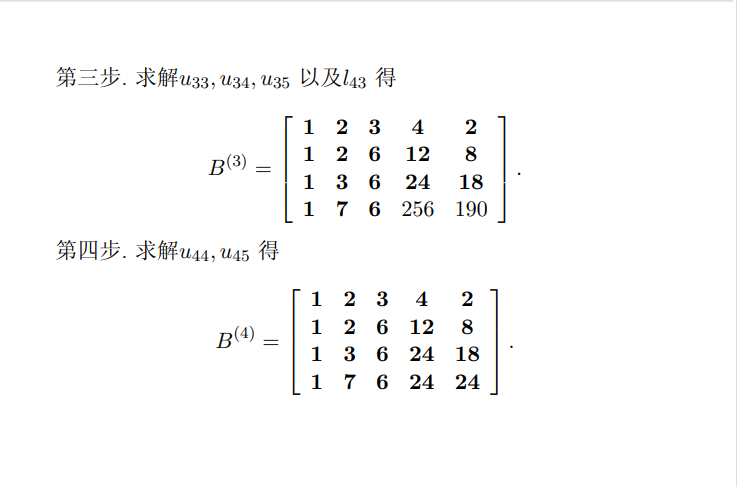 第三步. 求解u33, u34, u35 以及l43 得
1 2 3 4 2
1 2 6 12 8
B(3) =
1 3 6 24 18
1 7 6 256 190
.
第四步. 求解u44, u45 得
1 2 3 4 2
1 2 6 12 8
B(4) =
1 3 6 24 18
1 7 6 24 24
.